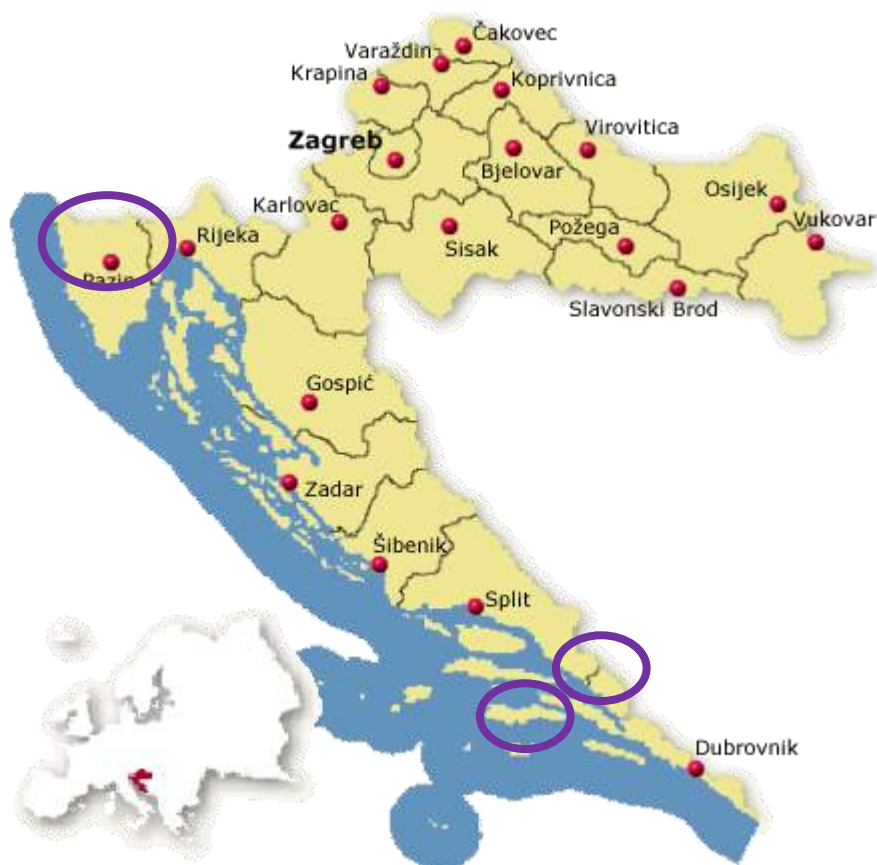 Čakovec
Varaždin
Krapina
Koprivnica
Virovitica
Zagreb
Bjelovar
Osijek
Karlovac
Vukovar
Rijeka
Sisak
Požega
Pazin
Slavonski Brod
Gospić
Zadar
Šibenik
Split
Dubrovnik